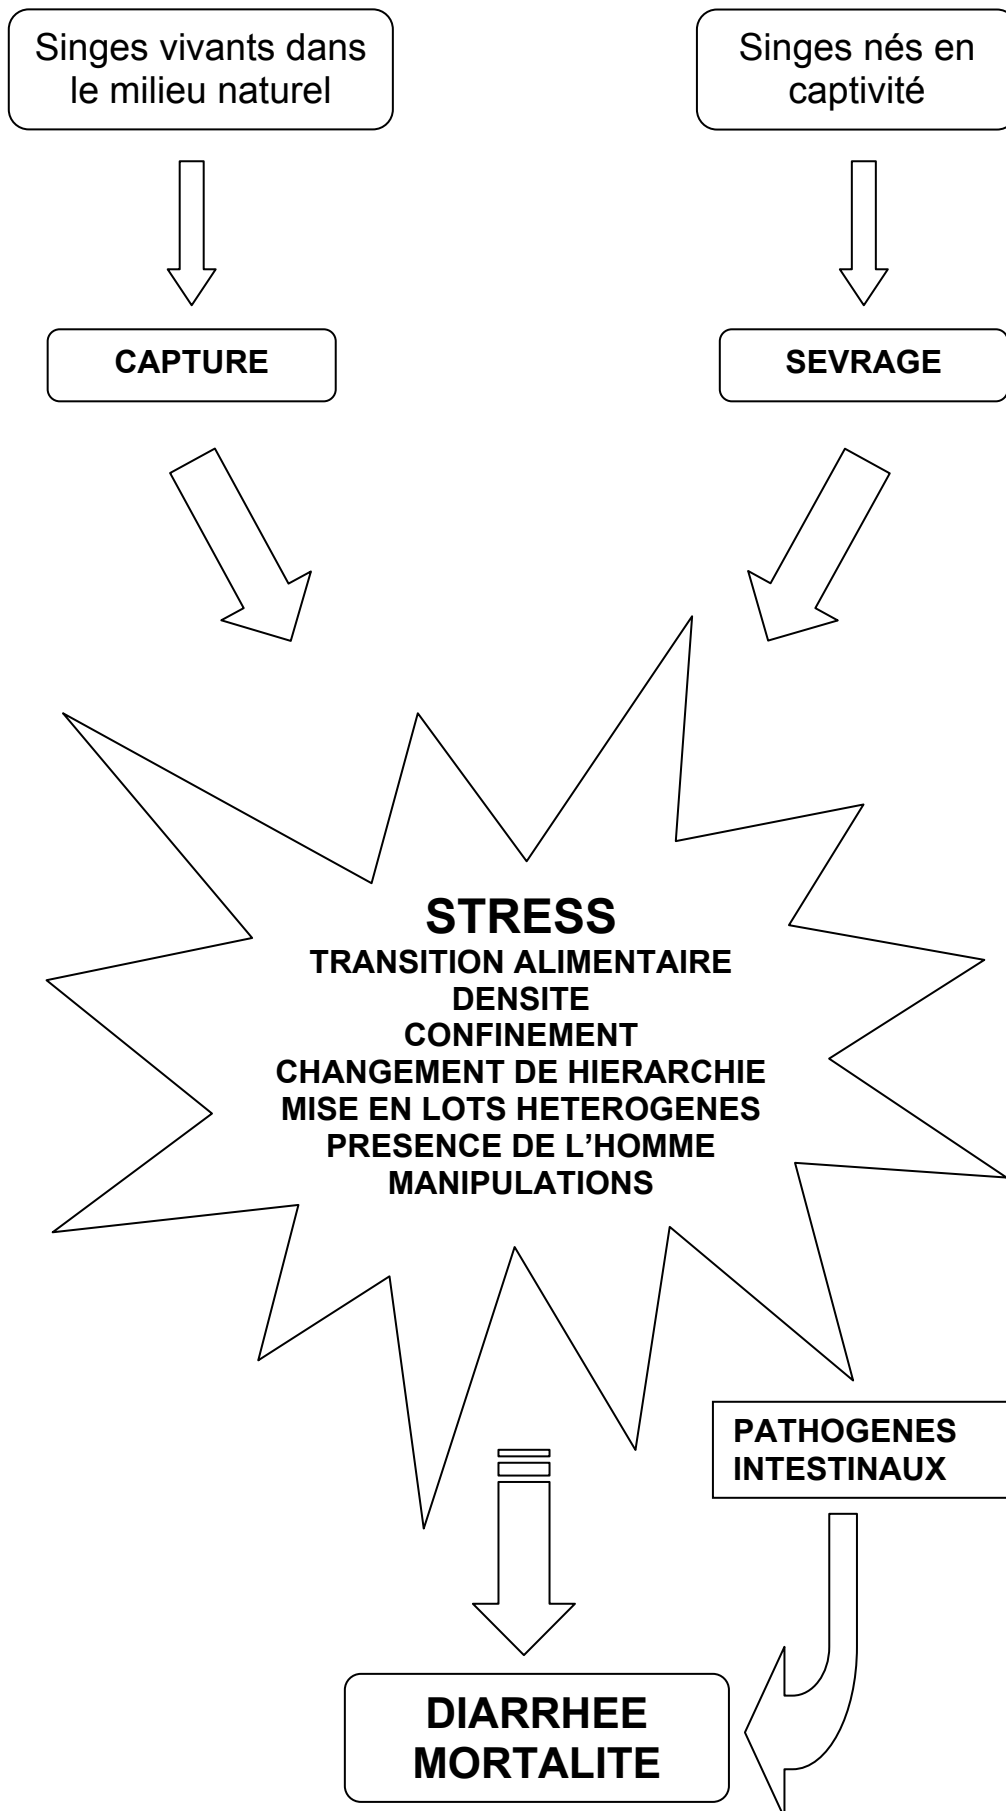 Singes vivants dans
le milieu naturel
Singes nés en
captivité
CAPTURE
SEVRAGE
STRESS
TRANSITION ALIMENTAIRE
DENSITE
CONFINEMENT
CHANGEMENT DE HIERARCHIE
MISE EN LOTS HETEROGENES
PRESENCE DE L’HOMME
MANIPULATIONS
PATHOGENES
INTESTINAUX
DIARRHEE
MORTALITE